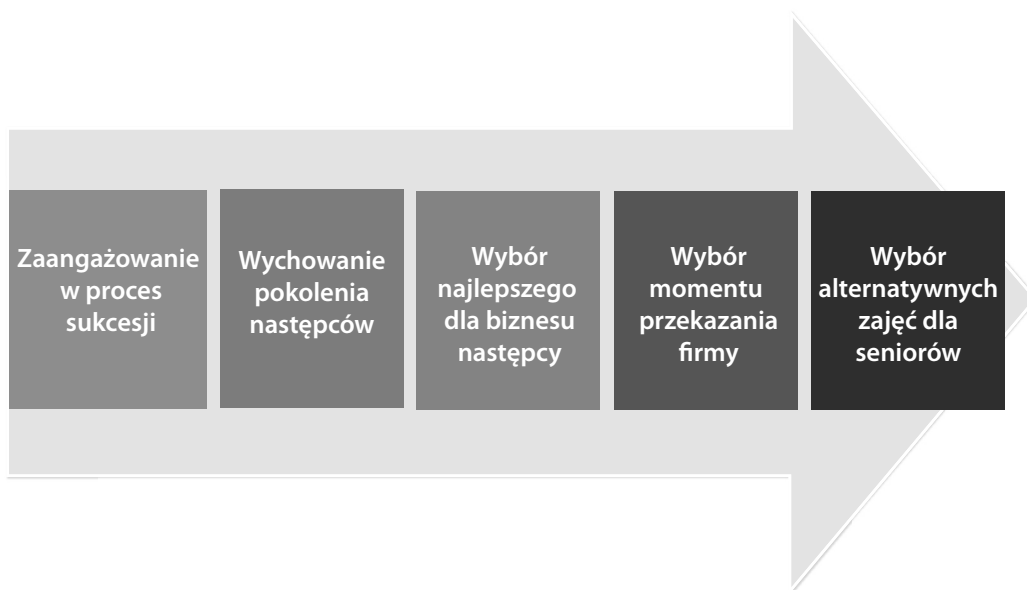 Zaangażowanie
w proces
sukcesji
Wychowanie
pokolenia
następców
Wybór
najlepszego
dla biznesu
następcy
Wybór
momentu
przekazania
firmy
Wybór
alternatywnych
zajęć dla
seniorów